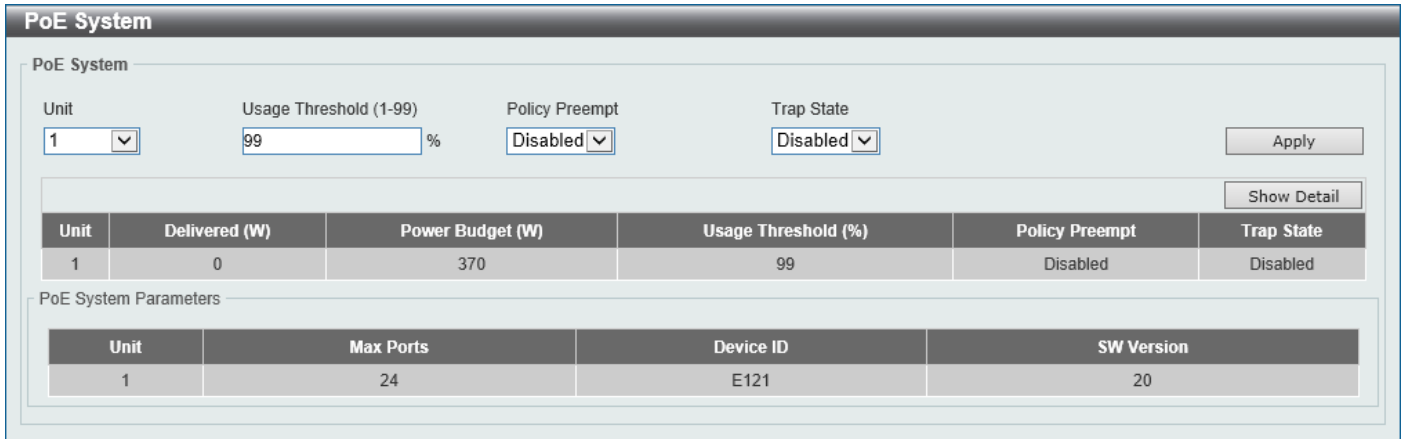 PoE System
PoE System
Unit Usage Threshold (1-99) Policy Preempt Trap State
1 99 % Disabled Disabled Apply
Show Detail
Unit Delivered (W) Power Budget (W) Usage Threshold (%) Policy Preempt Trap State
1 0 370 99 Disabled Disabled
PoE System Parameters
Unit Max Ports Device ID SW Version
1 24 E121 20